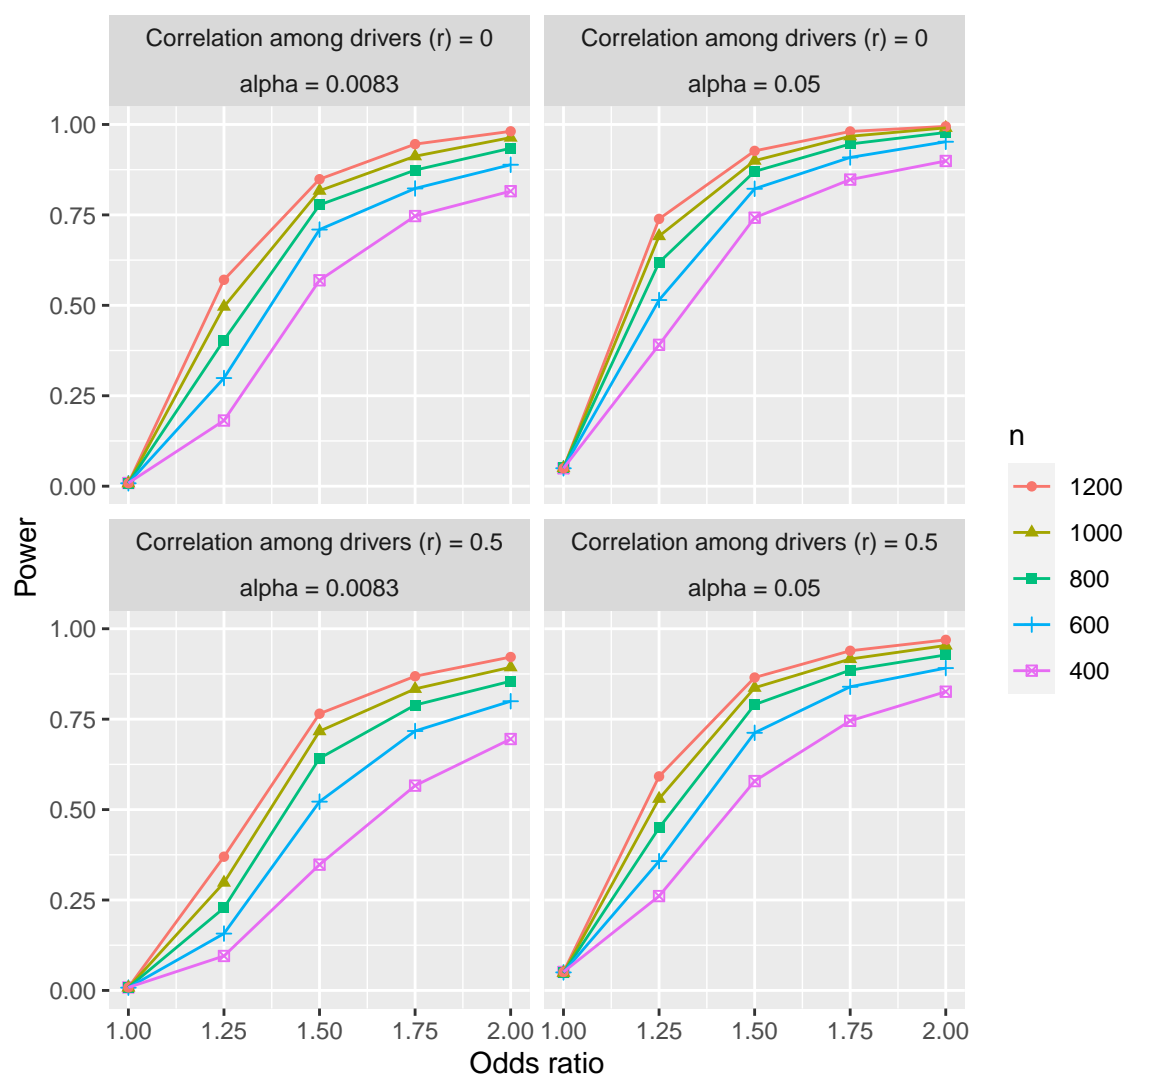 Correlation among drivers (r) = 0
alpha = 0.0083
Correlation among drivers (r) = 0
alpha = 0.05
1.00
0.75
0.50
0.25
0.00
Correlation among drivers (r) = 0.5
alpha = 0.0083
Correlation among drivers (r) = 0.5
alpha = 0.05
1.00
0.75
0.50
0.25
0.00
1.00 1.25 1.50 1.75 2.00
1.00 1.25 1.50 1.75 2.00
Odds ratio
Power
n
1200
1000
800
600
400